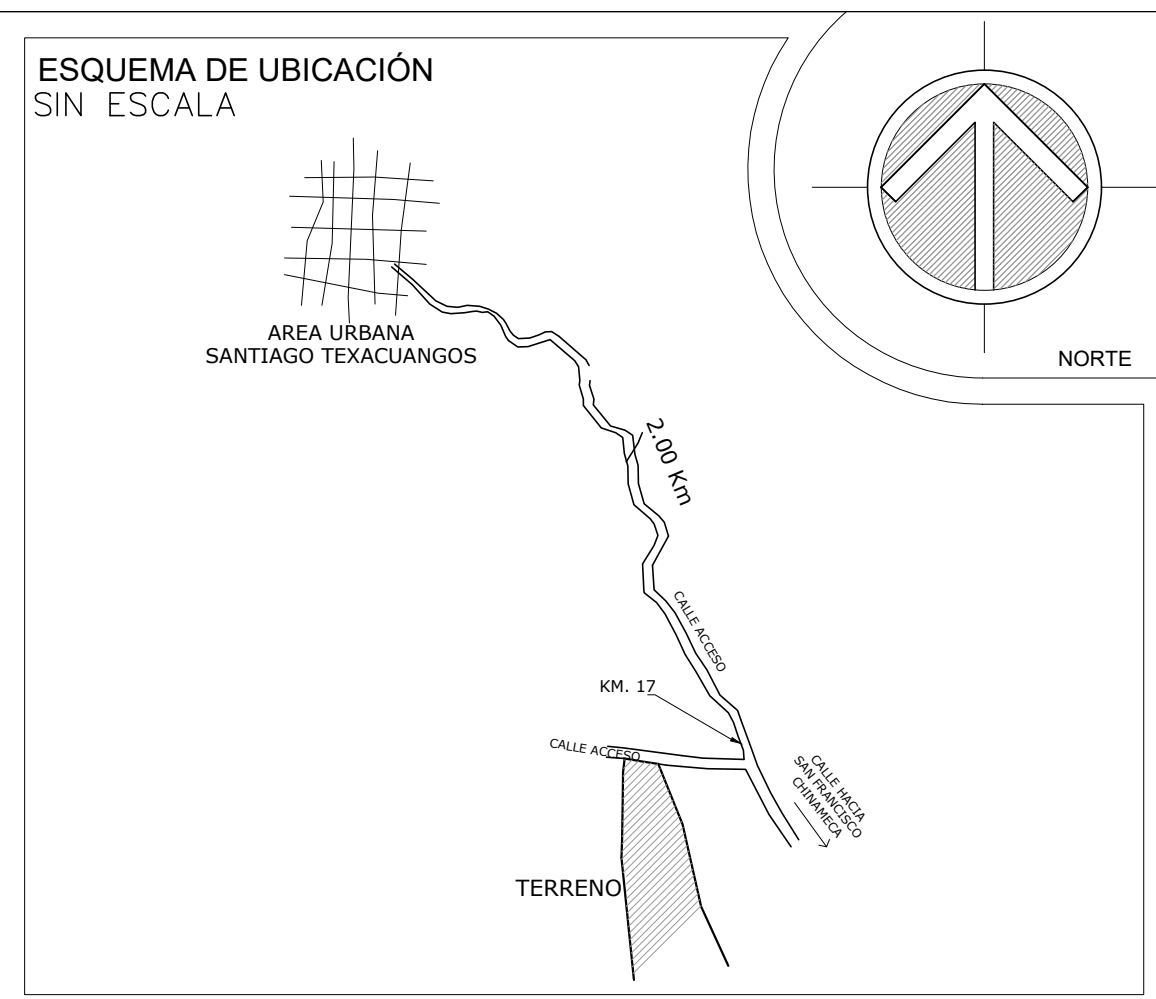 ESQUEMA DE UBICACIÓN
SIN ESCALA
NORTE
AREA URBANA
SANTIAGO TEXACUANGOS
2.00 Km
CALLE ACCESO
KM. 17
CALLE ACCESO
CALLE HACIA
SAN FRANCISCO
CHINAMECA
TERRENO